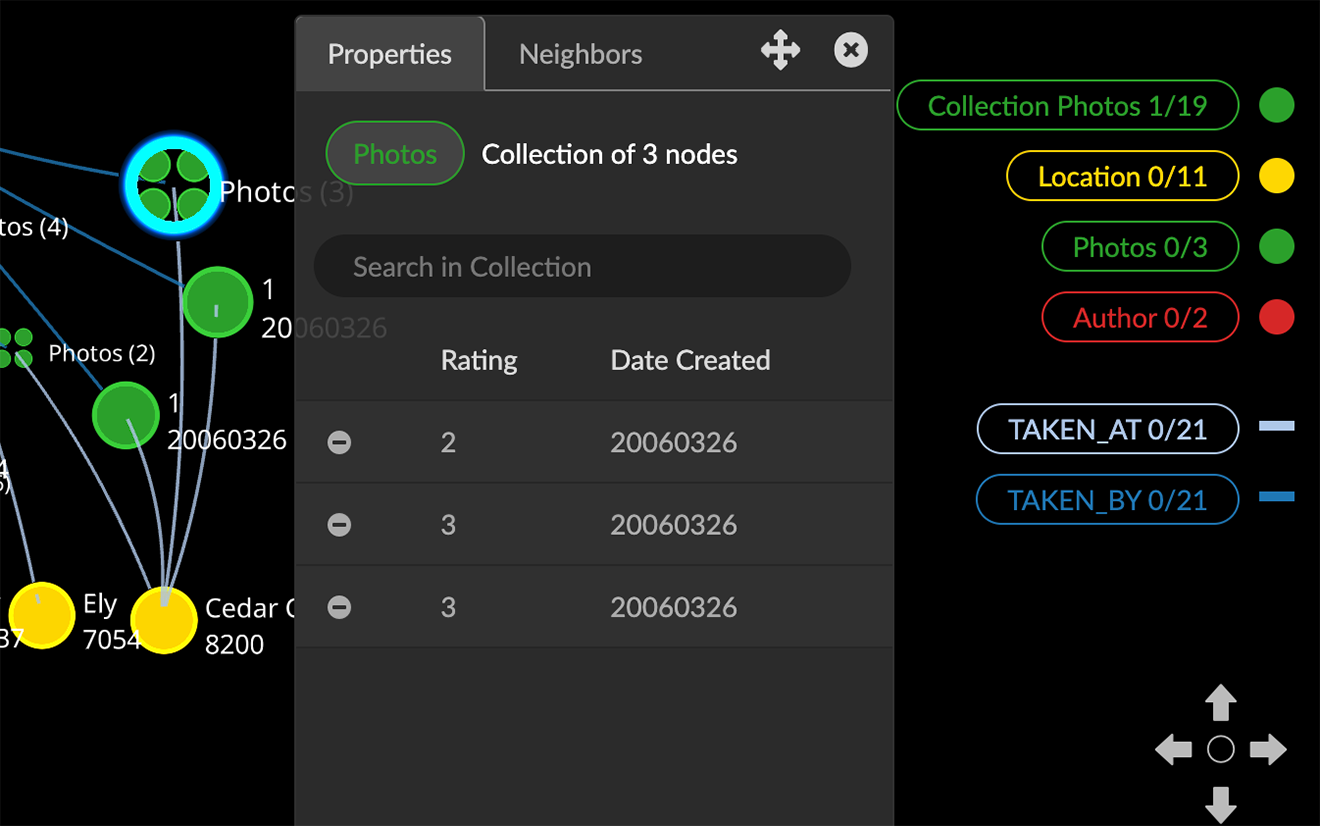 Properties
Neighbors
Photos
Collection of 3 nodes
Search in Collection
Rating
Date Created
2
20060326
3
20060326
3
20060326
Photos (3)
tos (4)
1
20060326
Photos (2)
1
20060326
Ely
7054
37
Cedar
8200
Collection Photos 1/19
Location 0/11
Photos 0/3
Author 0/2
TAKEN_AT 0/21
TAKEN_BY 0/21